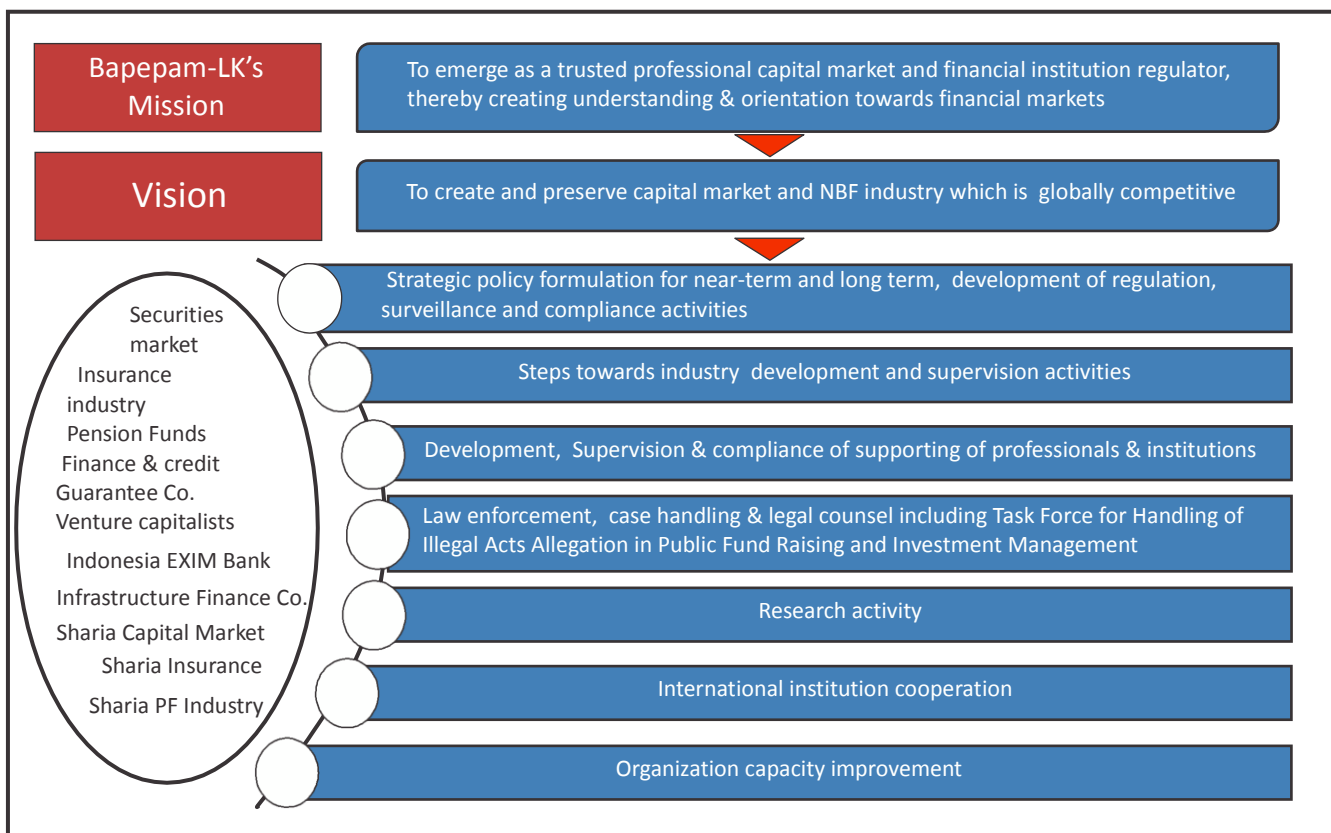 Bapepam-LK’s
Mission
To emerge as a trusted professional capital market and financial institution regulator,
thereby creating understanding & orientation towards financial markets
Vision
To create and preserve capital market and NBF industry which is globally competitive
Securities
market
Insurance
industry
Pension Funds
Finance & credit
Guarantee Co.
Venture capitalists
Indonesia EXIM Bank
Infrastructure Finance Co.
Sharia Capital Market
Sharia Insurance
Sharia PF Industry
Strategic policy formulation for near-term and long term, development of regulation,
surveillance and compliance activities
Steps towards industry development and supervision activities
Development, Supervision & compliance of supporting of professionals & institutions
Law enforcement, case handling & legal counsel including Task Force for Handling of
Illegal Acts Allegation in Public Fund Raising and Investment Management
Research activity
International institution cooperation
Organization capacity improvement